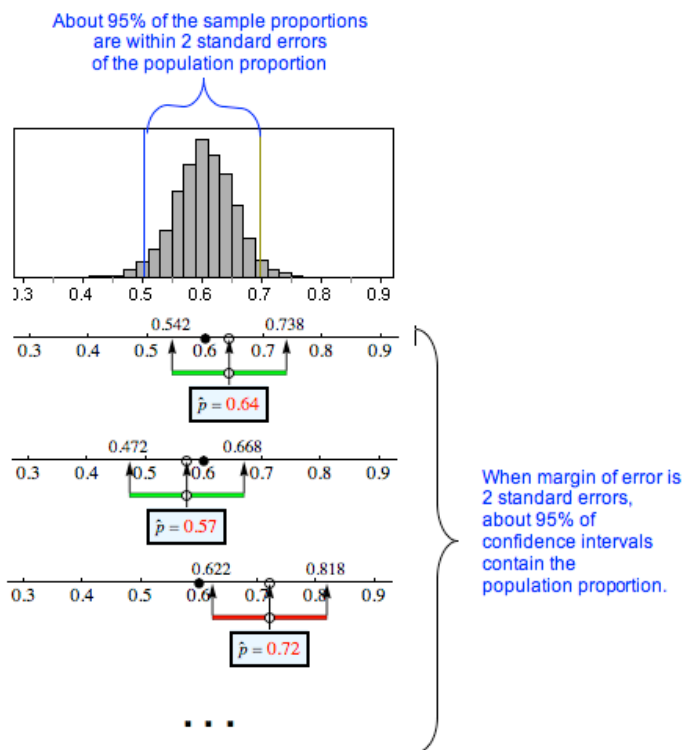 About 95% of the sample proportions
are within 2 standard errors
of the population proportion
0.3 0.4 0.5 0.6 0.7 0.8 0.9
0.542 0.738
0.3 0.4 0.5 0.6 0.7 0.8 0.9
p̂ = 0.64
0.472 0.668
0.3 0.4 0.5 0.6 0.7 0.8 0.9
p̂ = 0.57
0.622 0.818
0.3 0.4 0.5 0.6 0.7 0.8 0.9
p̂ = 0.72
. . .
When margin of error is
2 standard errors,
about 95% of
confidence intervals
contain the
population proportion.